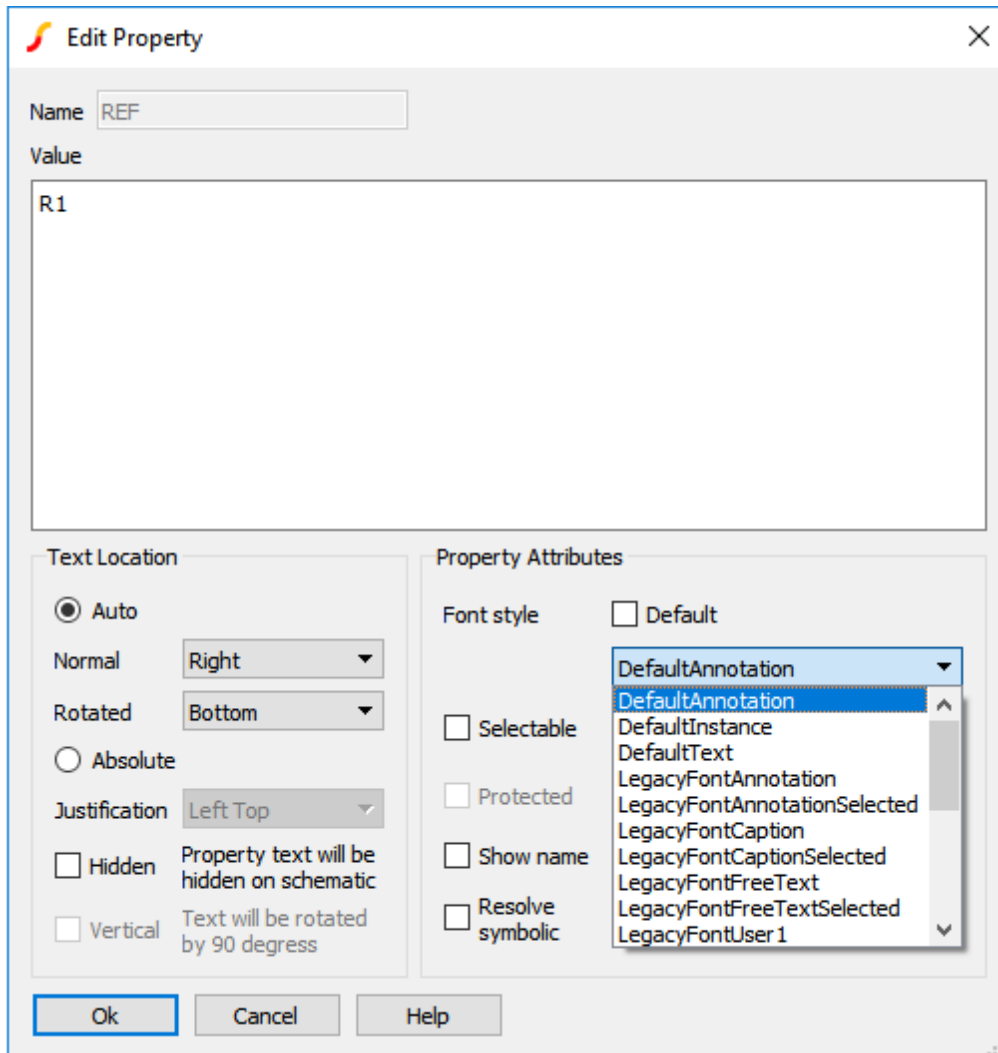 Edit Property
Name REF
Value
R1
Text Location
Auto
Normal Right
Rotated Bottom
Absolute
Justification Left Top
Hidden Property text will be
hidden on schematic
Vertical Text will be rotated
by 90 degress
Property Attributes
Font style Default
DefaultAnnotation
DefaultAnnotation
DefaultInstance
DefaultText
LegacyFontAnnotation
LegacyFontAnnotationSelected
LegacyFontCaption
LegacyFontCaptionSelected
LegacyFontFreeText
LegacyFontFreeTextSelected
LegacyFontUser1
Selectable
Protected
Show name
Resolve
symbolic
Ok Cancel Help